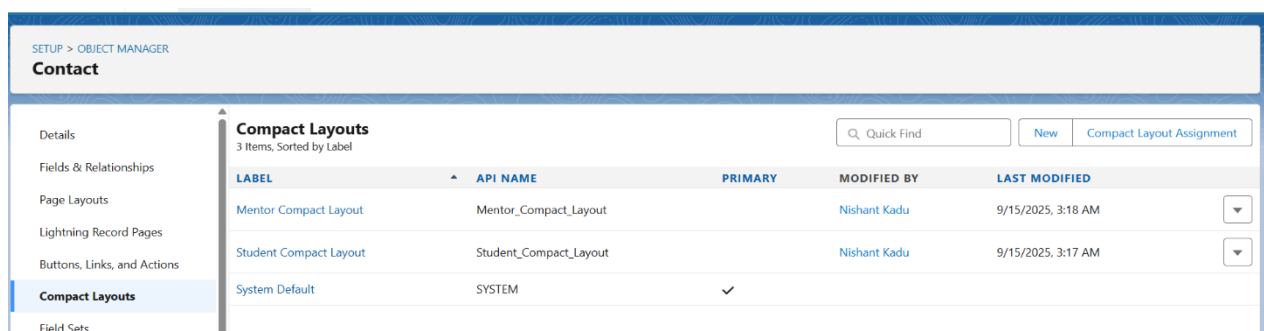 SETUP > OBJECT MANAGER
Contact
Details
Fields & Relationships
Page Layouts
Lightning Record Pages
Buttons, Links, and Actions
Compact Layouts
Field Sets
Compact Layouts
3 Items, Sorted by Label
Quick Find
New
Compact Layout Assignment
LABEL API NAME PRIMARY MODIFIED BY LAST MODIFIED
Mentor Compact Layout Mentor_Compact_Layout Nishant Kadu 9/15/2025, 3:18 AM
Student Compact Layout Student_Compact_Layout Nishant Kadu 9/15/2025, 3:17 AM
System Default SYSTEM